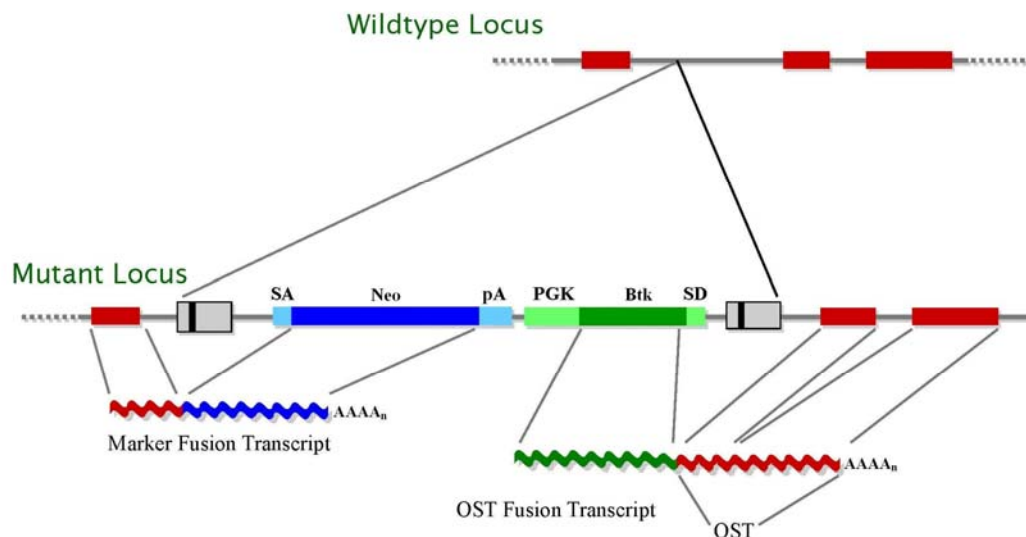 Wildtype Locus
Mutant Locus
SA Neo pA PGK Btk SD
AAAAn
Marker Fusion Transcript
AAAAn
OST Fusion Transcript
OST